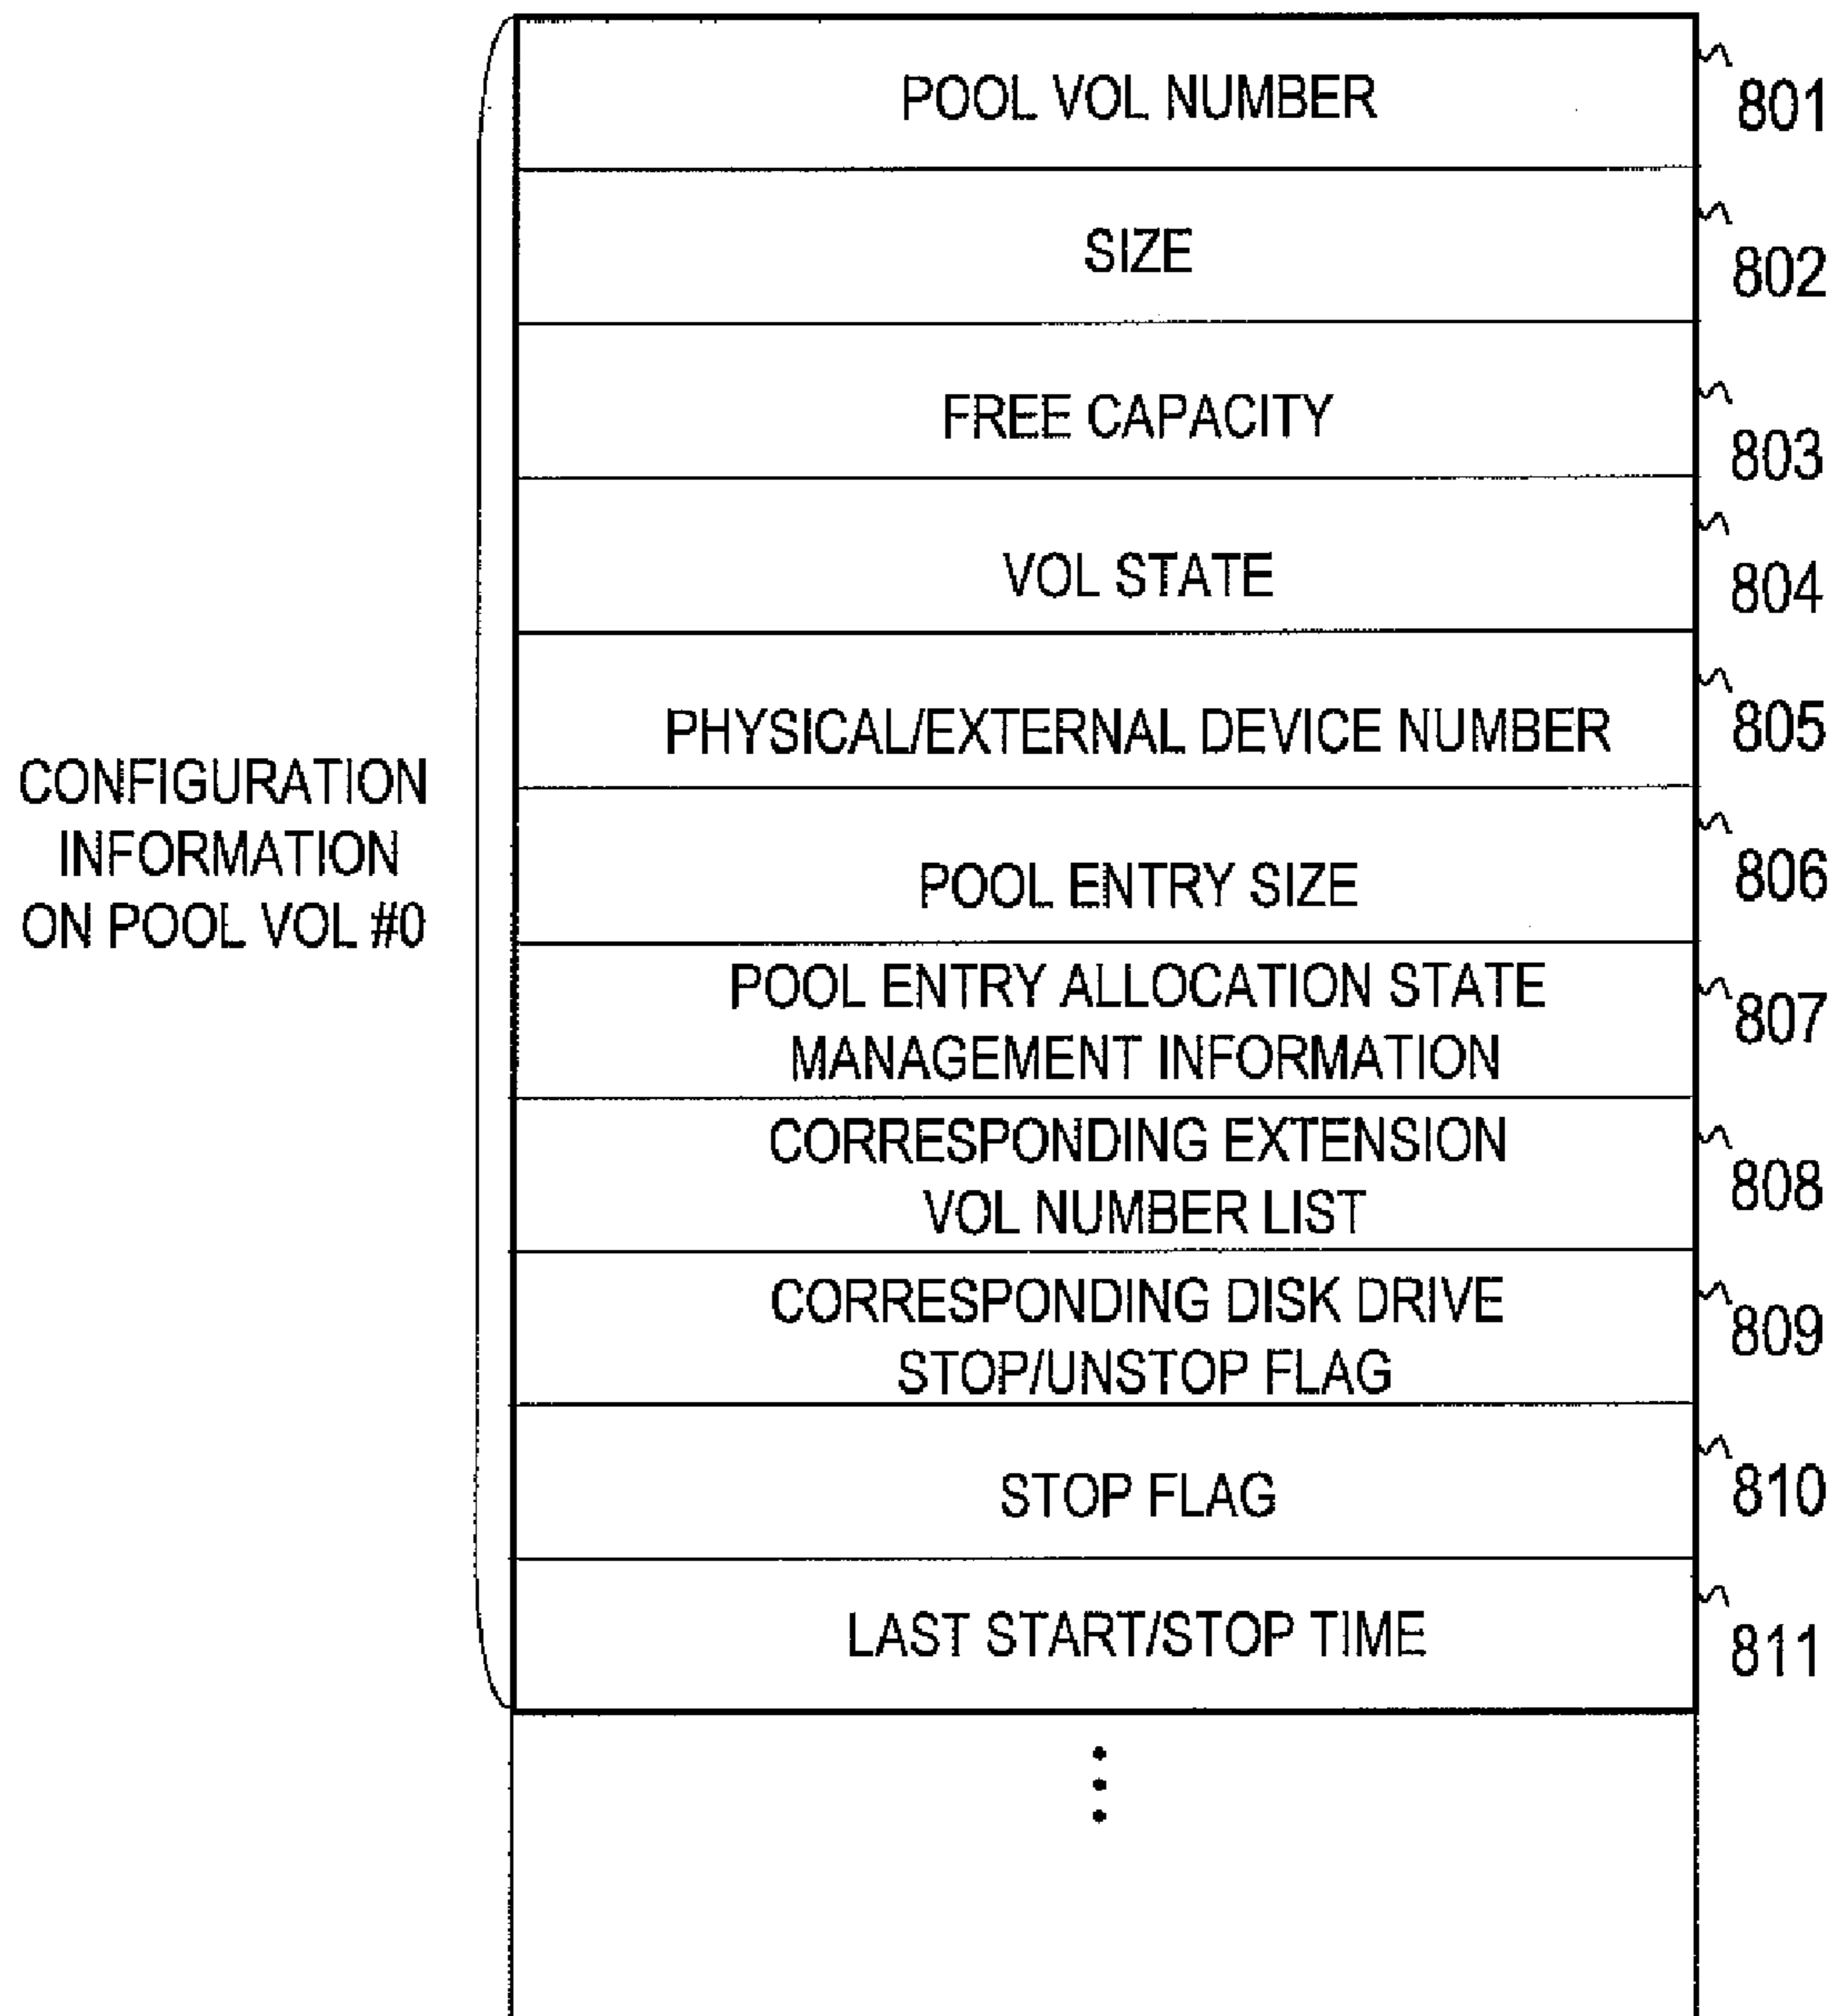 POOL VOL NUMBER
801
SIZE
802
FREE CAPACITY
803
VOL STATE
804
PHYSICAL/EXTERNAL DEVICE NUMBER
805
CONFIGURATION
INFORMATION
ON POOL VOL #0
POOL ENTRY SIZE
806
POOL ENTRY ALLOCATION STATE
MANAGEMENT INFORMATION
807
CORRESPONDING EXTENSION
VOL NUMBER LIST
808
CORRESPONDING DISK DRIVE
STOP/UNSTOP FLAG
809
STOP FLAG
810
LAST START/STOP TIME
811